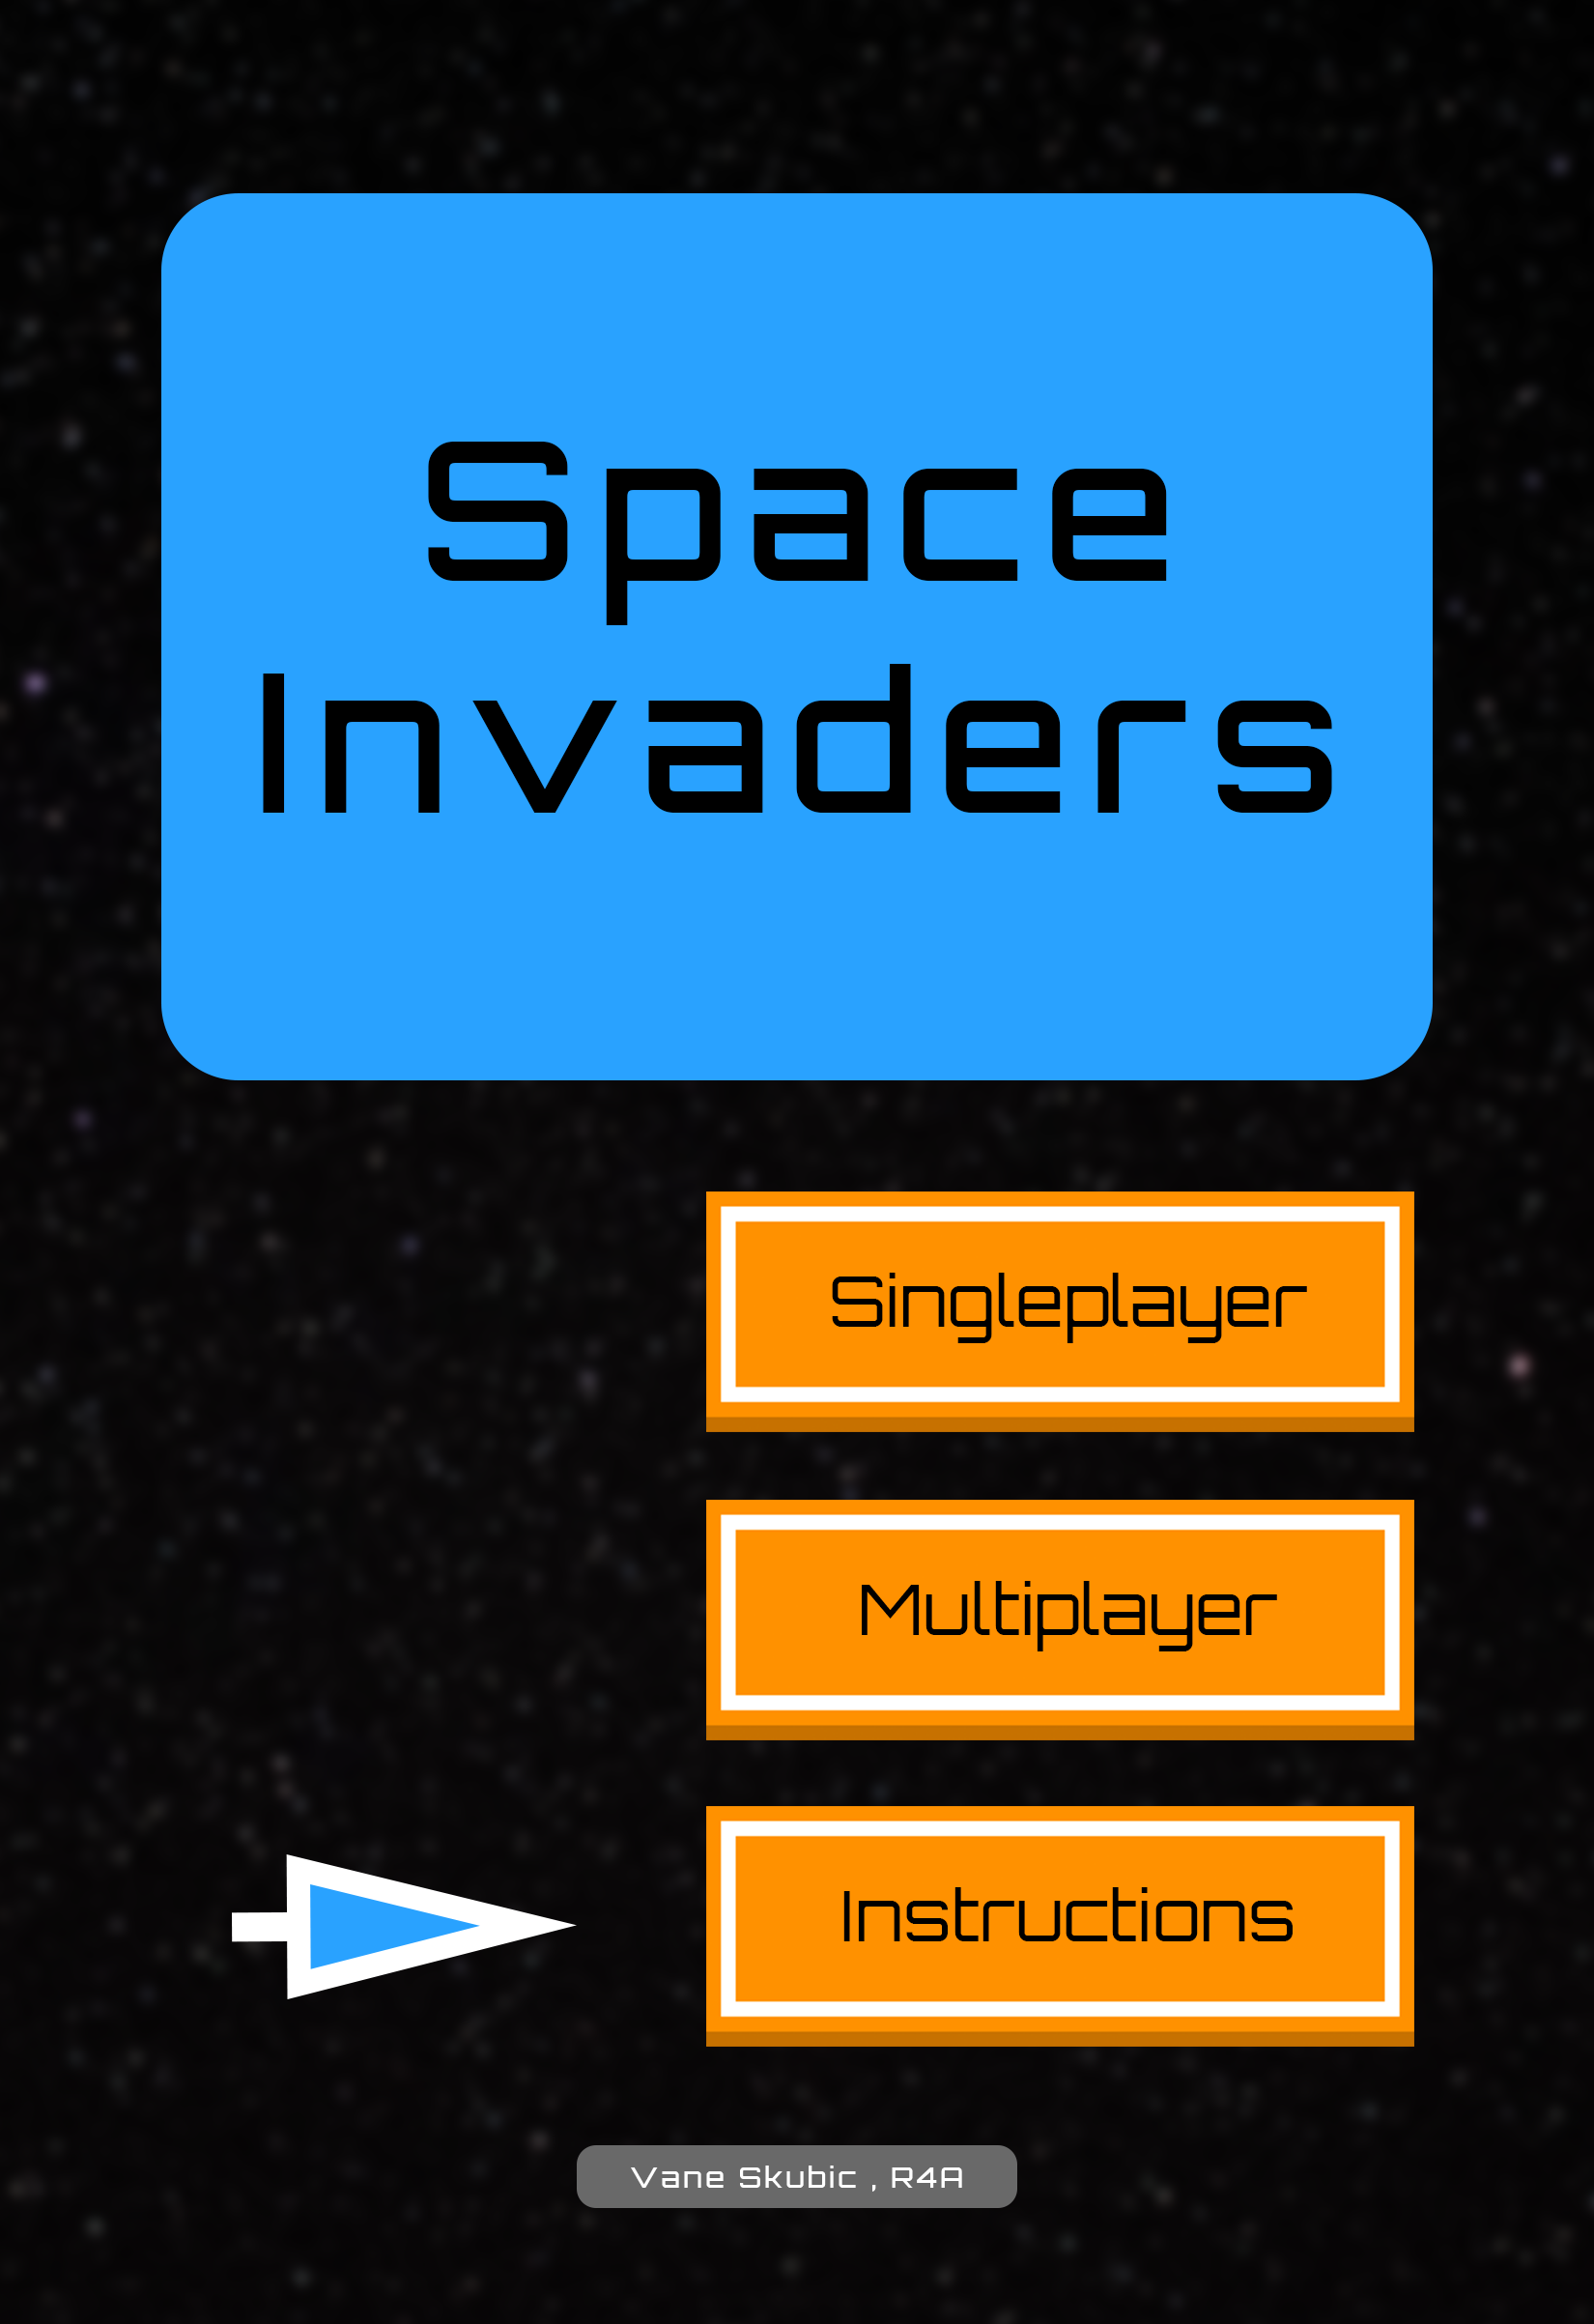 Space
Invaders
Singleplayer
Multiplayer
Instructions
Vane Skubic , R4A